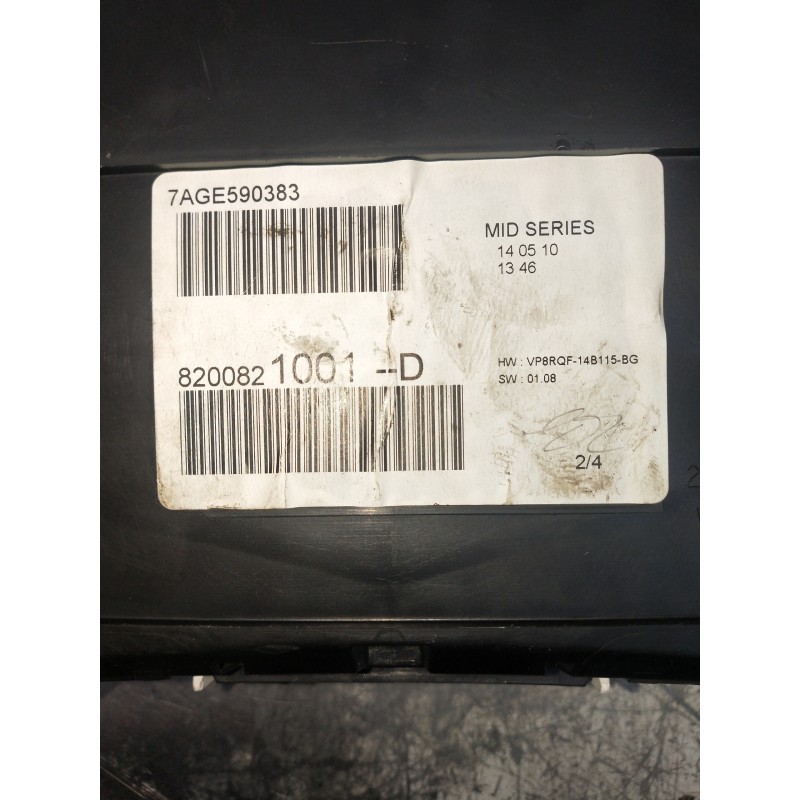 7AGE590383
MID SERIES
14 05 10
13 46
8200821001 --D
HW : VP8RQF-14B115-BG
SW : 01.08
2/4